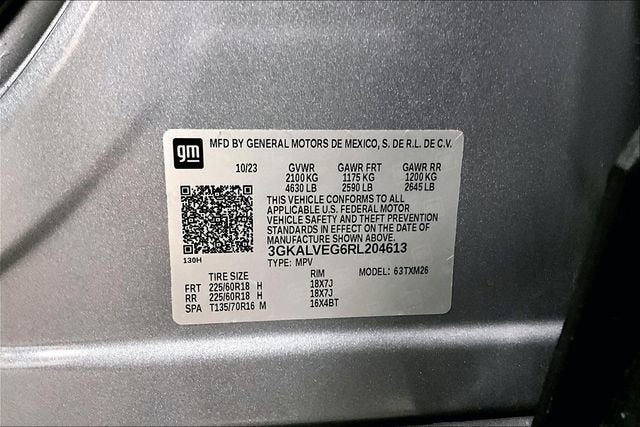 gm MFD BY GENERAL MOTORS DE MEXICO, S. DE R.L. DE C.V.
10/23 GVWR GAWR FRT GAWR RR
2100 KG 1175 KG 1200 KG
4630 LB 2590 LB 2645 LB
THIS VEHICLE CONFORMS TO ALL
APPLICABLE U.S. FEDERAL MOTOR
VEHICLE SAFETY AND THEFT PREVENTION
STANDARDS IN EFFECT ON THE DATE OF
MANUFACTURE SHOWN ABOVE.
3GKALVEG6RL204613
130H
TYPE: MPV MODEL: 63TXM26
TIRE SIZE RIM
FRT 225/60R18 H 18X7J
RR 225/60R18 H 18X7J
SPA T135/70R16 M 16X4BT